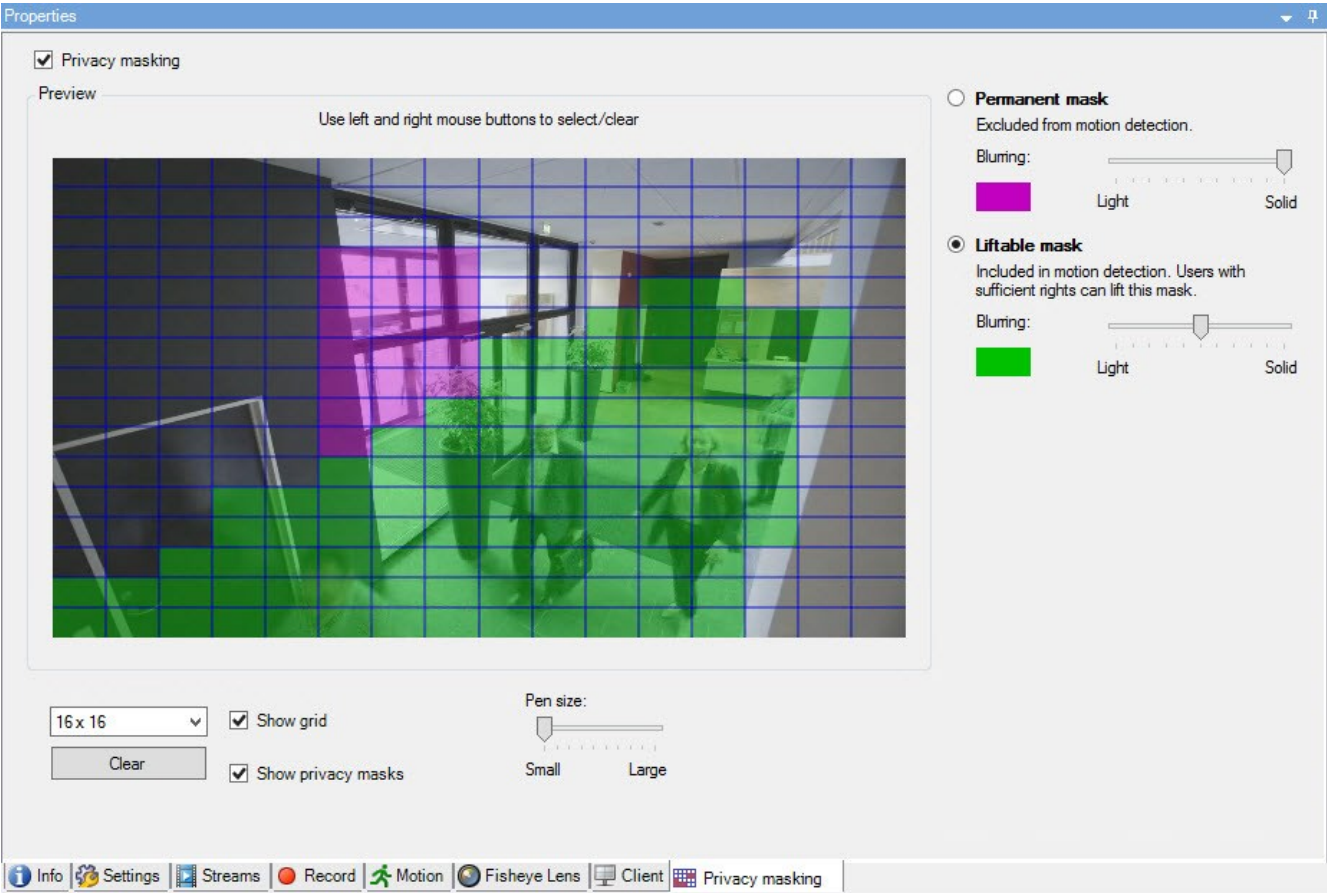 Properties
Privacy masking
Preview
Use left and right mouse buttons to select/clear
Permanent mask
Excluded from motion detection.
Blurring:
Light Solid
Liftable mask
Included in motion detection. Users with
sufficient rights can lift this mask.
Blurring:
Light Solid
16 x 16
Show grid
Clear
Show privacy masks
Pen size:
Small Large
Info Settings Streams Record Motion Fisheye Lens Client Privacy masking